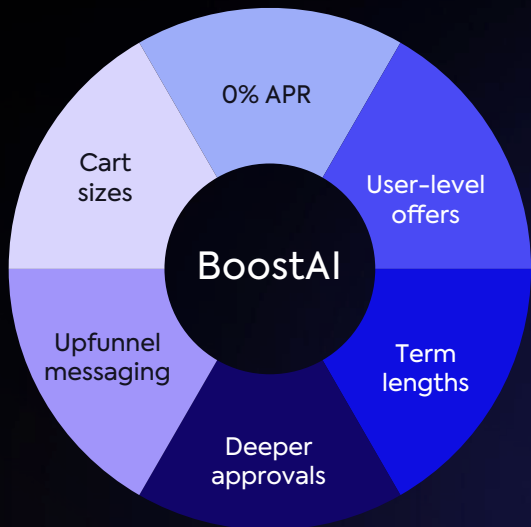 0% APR
Cart
sizes
User-level
offers
BoostAI
Upfunnel
messaging
Term
lengths
Deeper
approvals